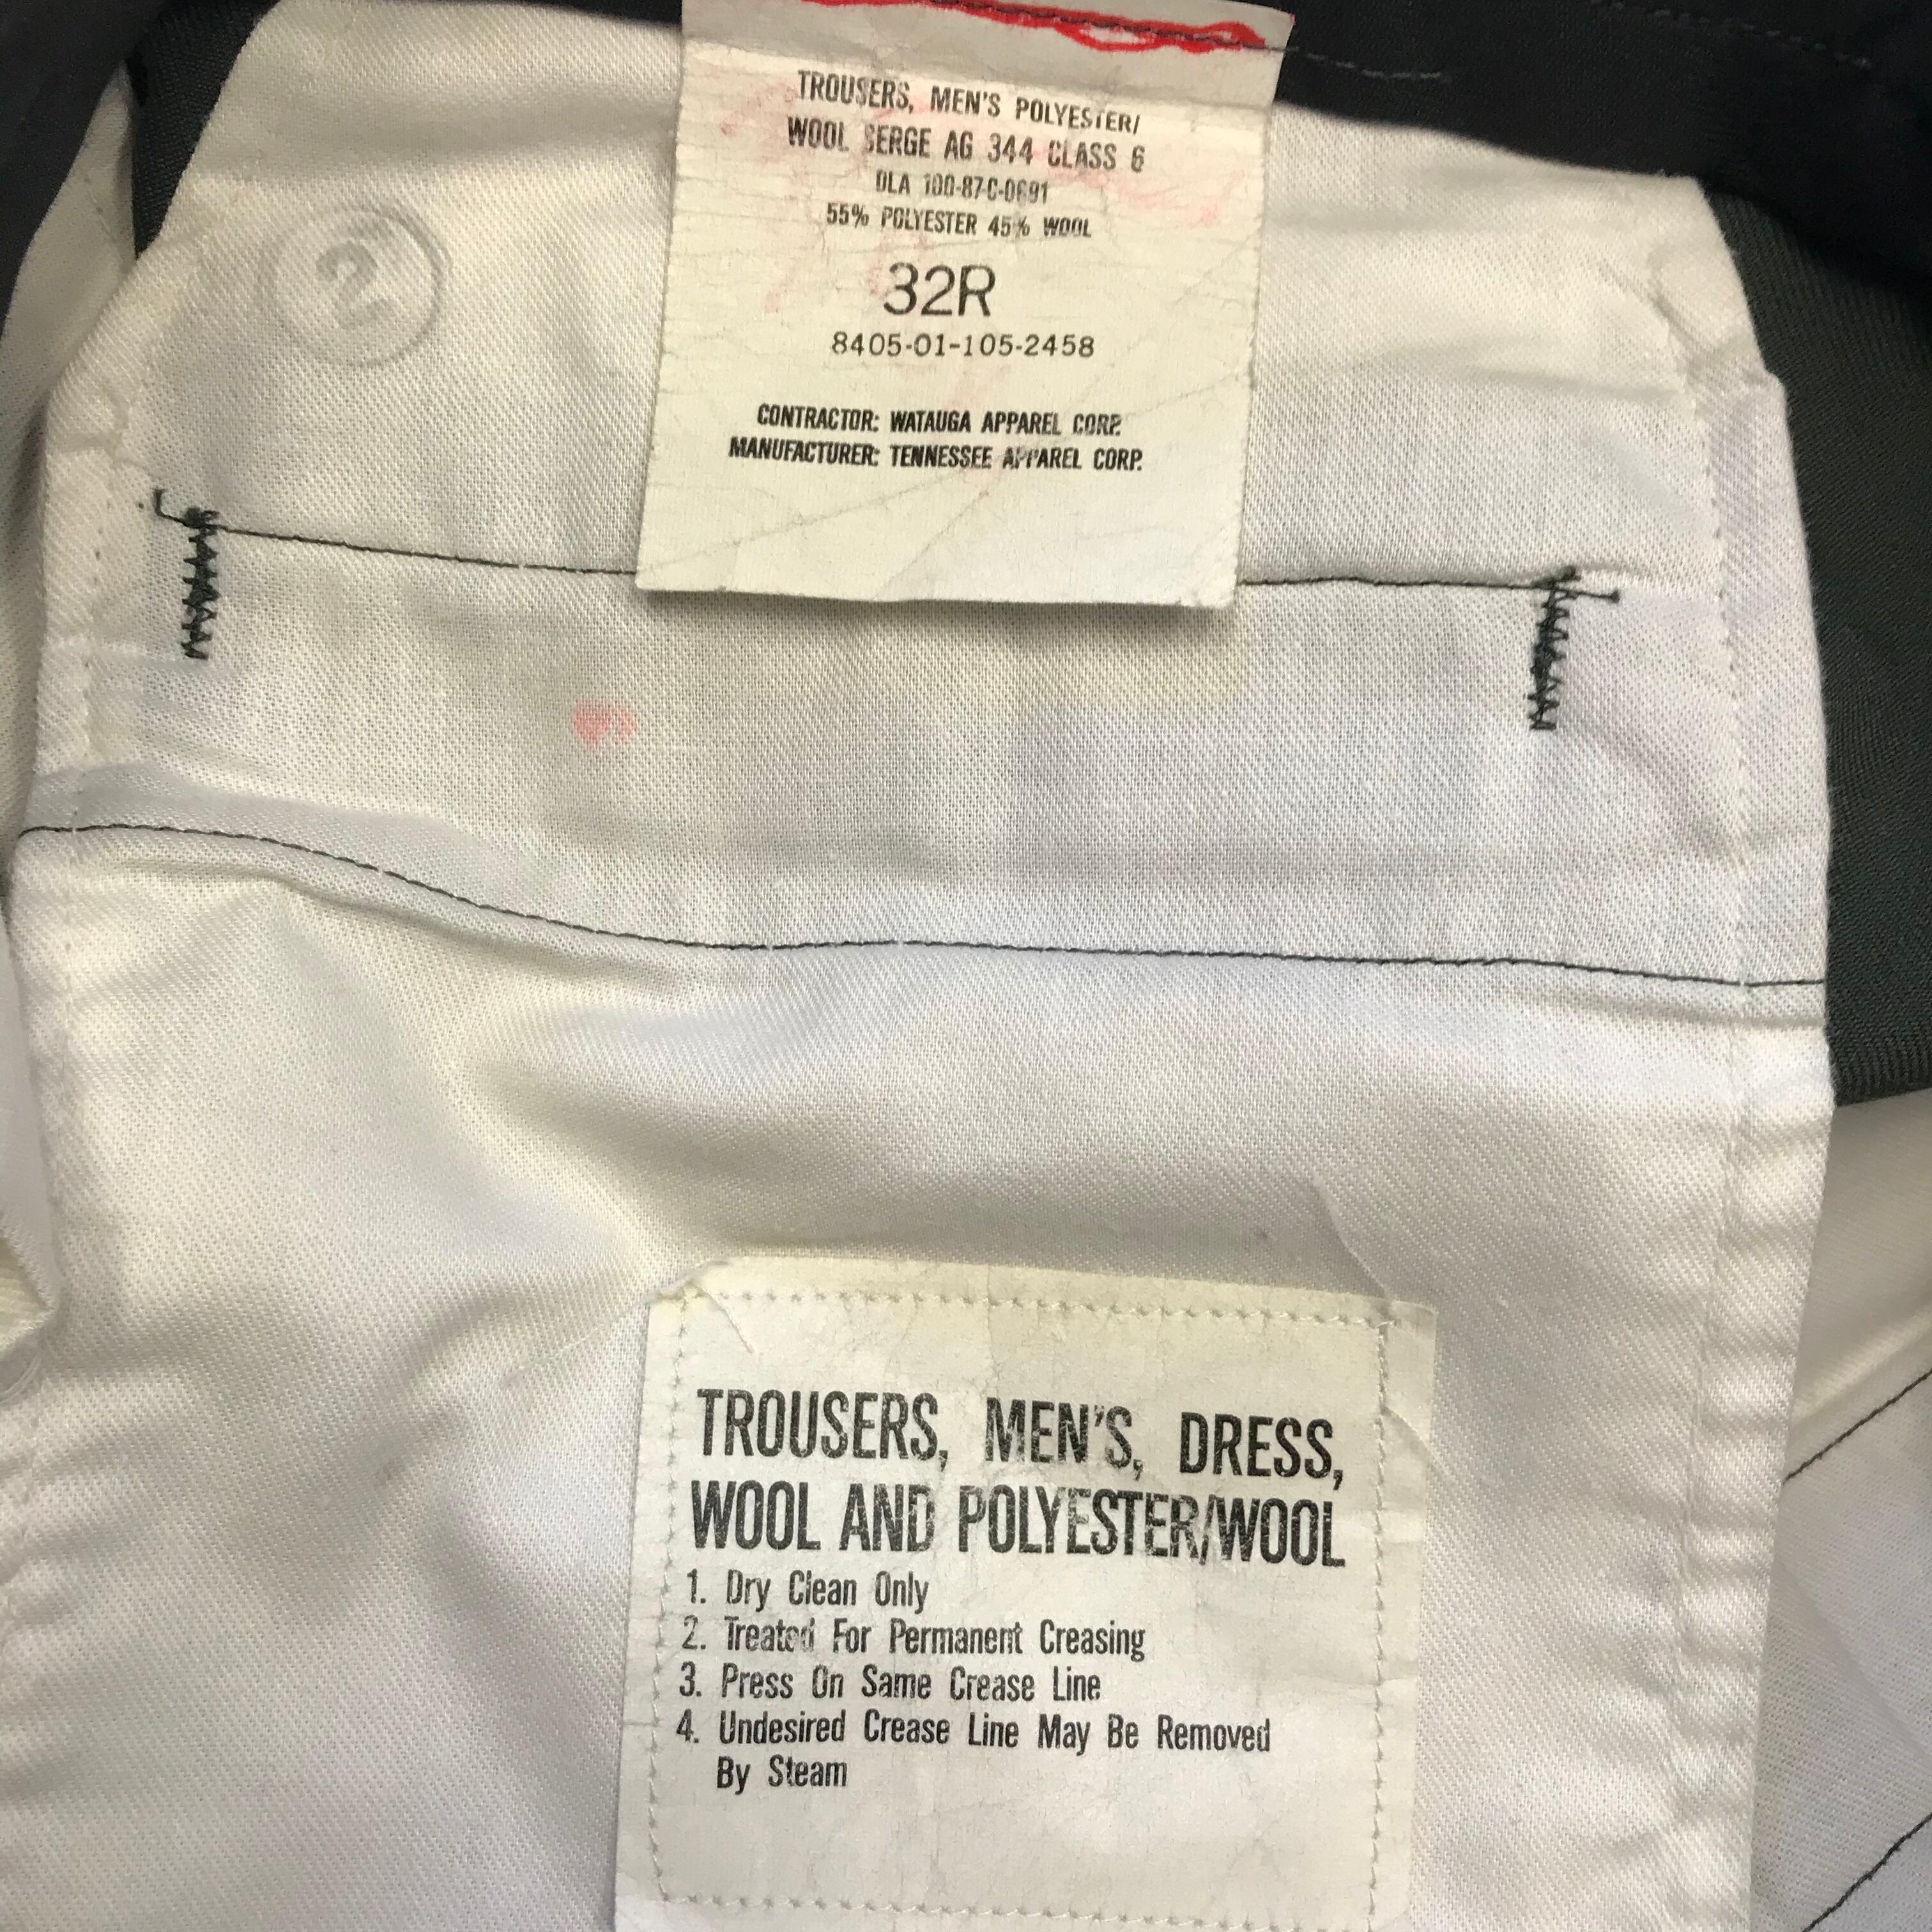 TROUSERS, MEN'S POLYESTER/
WOOL SERGE AG 344 CLASS 6
DLA 100-87-C-0691
55% POLYESTER 45% WOOL
2
32R
8405-01-105-2458
CONTRACTOR: WATAUGA APPAREL CORP.
MANUFACTURER: TENNESSEE APPAREL CORP.
TROUSERS, MEN'S, DRESS,
WOOL AND POLYESTER/WOOL
1. Dry Clean Only
2. Treated For Permanent Creasing
3. Press On Same Crease Line
4. Undesired Crease Line May Be Removed
By Steam